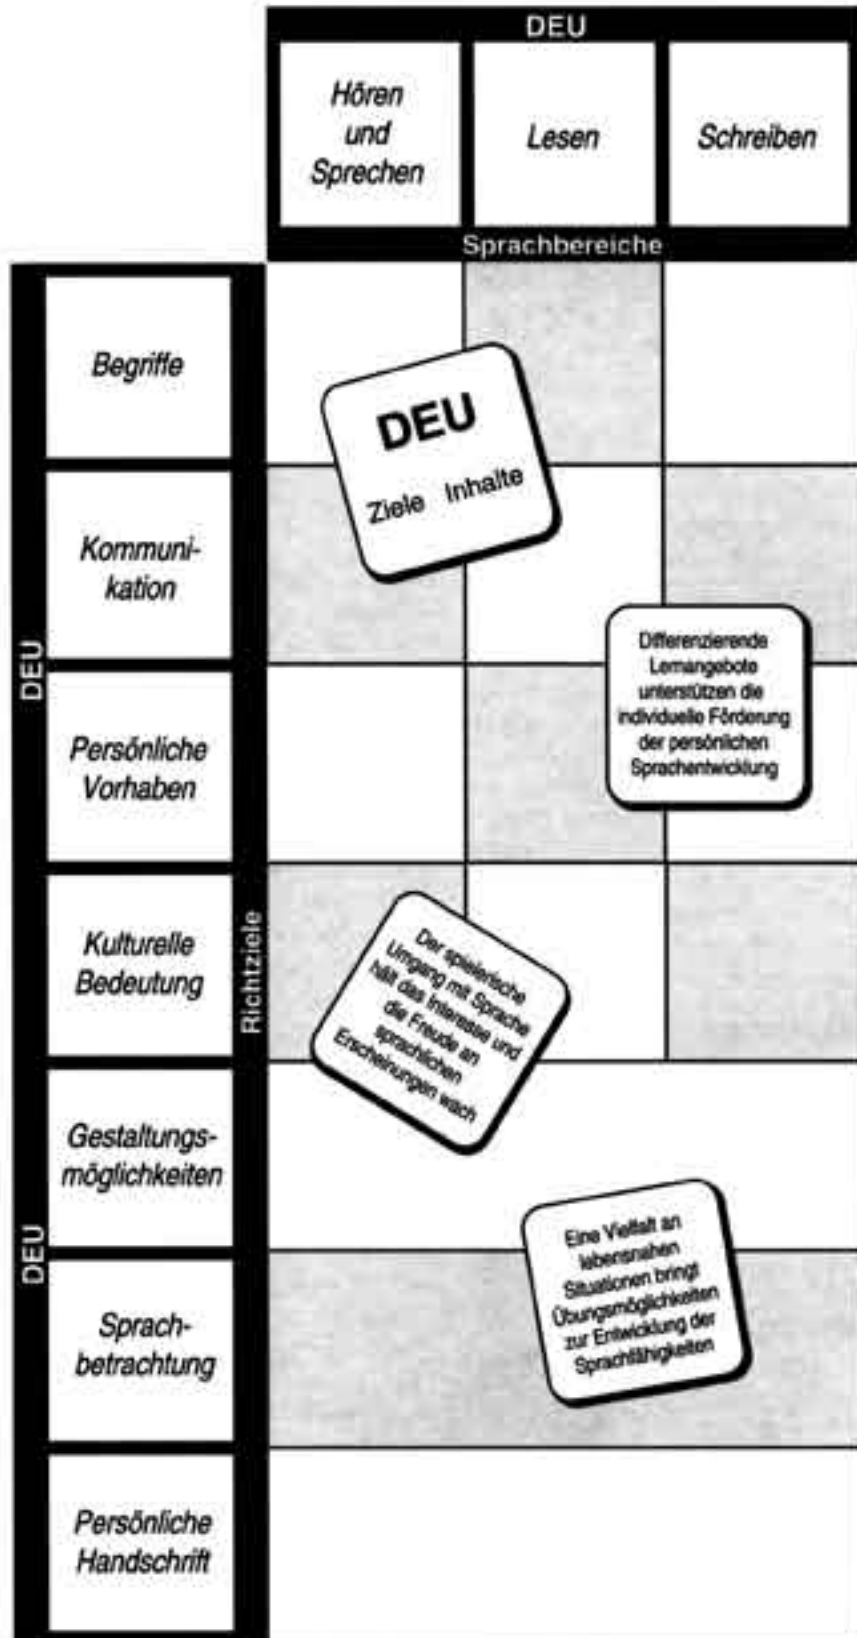 DEU
Hören
und
Sprechen
Lesen
Schreiben
Sprachbereiche
DEU
DEU
Richtziele
Begriffe
Kommuni-
kation
Persönliche
Vorhaben
Kulturelle
Bedeutung
Gestaltungs-
möglichkeiten
Sprach-
betrachtung
Persönliche
Handschrift
DEU
Ziele Inhalte
Differenzierende
Lernangebote
unterstützen die
individuelle Förderung
der persönlichen
Sprachentwicklung
Der spielerische
Umgang mit Sprache
hält das Interesse und
die Freude an
sprachlichen
Erscheinungen wach
Eine Vielfalt an
lebensnahen
Situationen bringt
Übungsmöglichkeiten
zur Entwicklung der
Sprachfähigkeiten